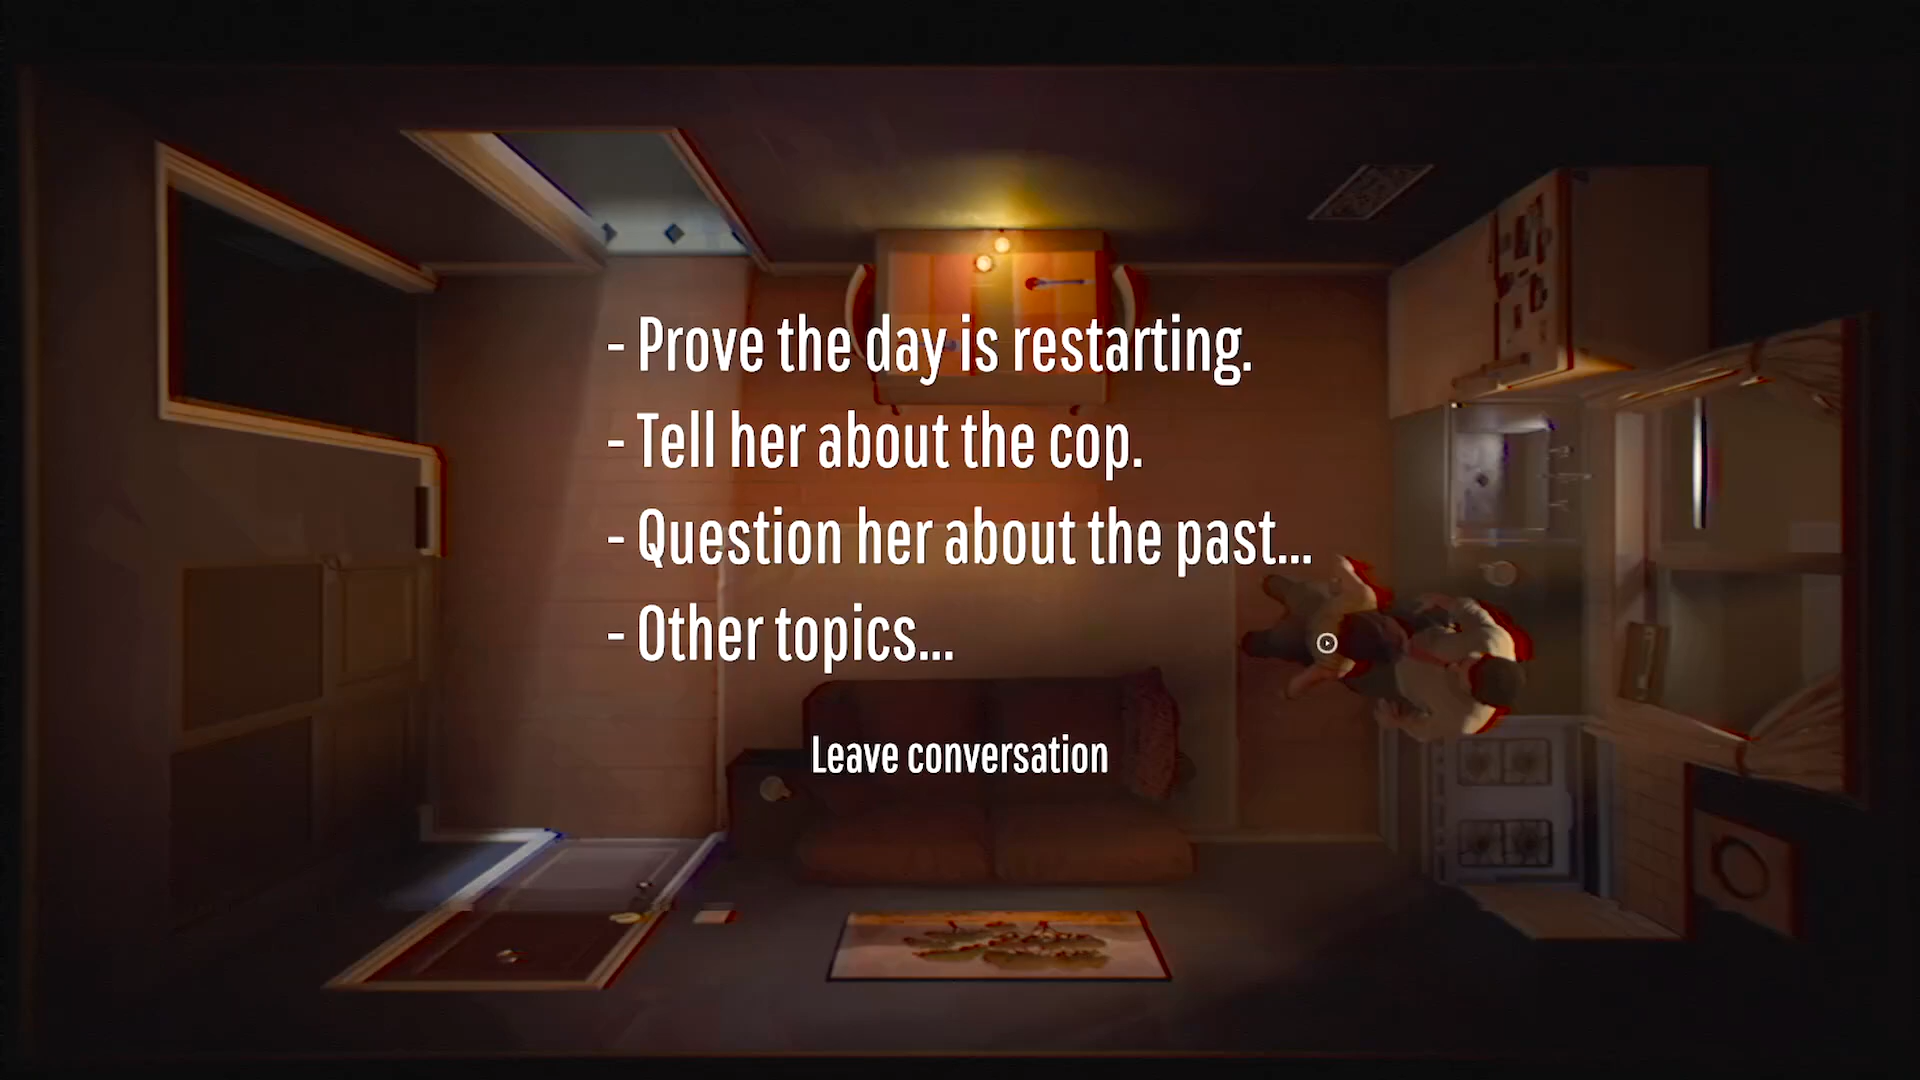 - Prove the day is restarting.
- Tell her about the cop.
- Question her about the past...
- Other topics...
Leave conversation